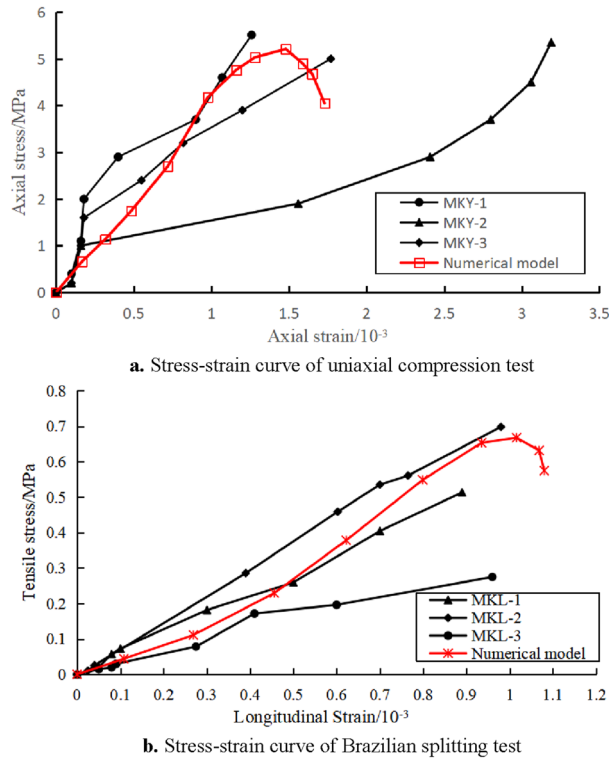 6
5
4
3
2
1
0
Axial stress/MPa
MKY-1
MKY-2
MKY-3
Numerical model
0 0.5 1 1.5 2 2.5 3 3.5
Axial strain/10⁻³
a. Stress-strain curve of uniaxial compression test
0.8
0.7
0.6
0.5
0.4
0.3
0.2
0.1
0
Tensile stress/MPa
MKL-1
MKL-2
MKL-3
Numerical model
0 0.1 0.2 0.3 0.4 0.5 0.6 0.7 0.8 0.9 1 1.1 1.2
Longitudinal Strain/10⁻³
b. Stress-strain curve of Brazilian splitting test